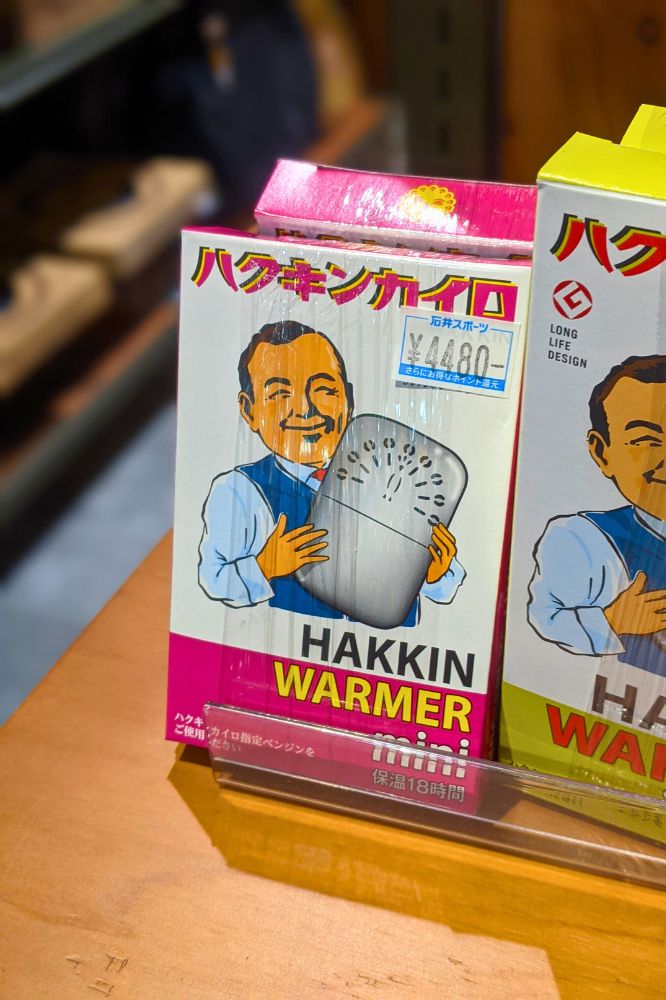 ハクキンカイロ
石井スポーツ
¥4480-
さらにお得なポイント還元
HAKKIN
WARMER
mini
ハクキンカイロ指定ベンジンを
ご使用ください
保温18時間
ハク
LONG
LIFE
DESIGN
HA
WAR